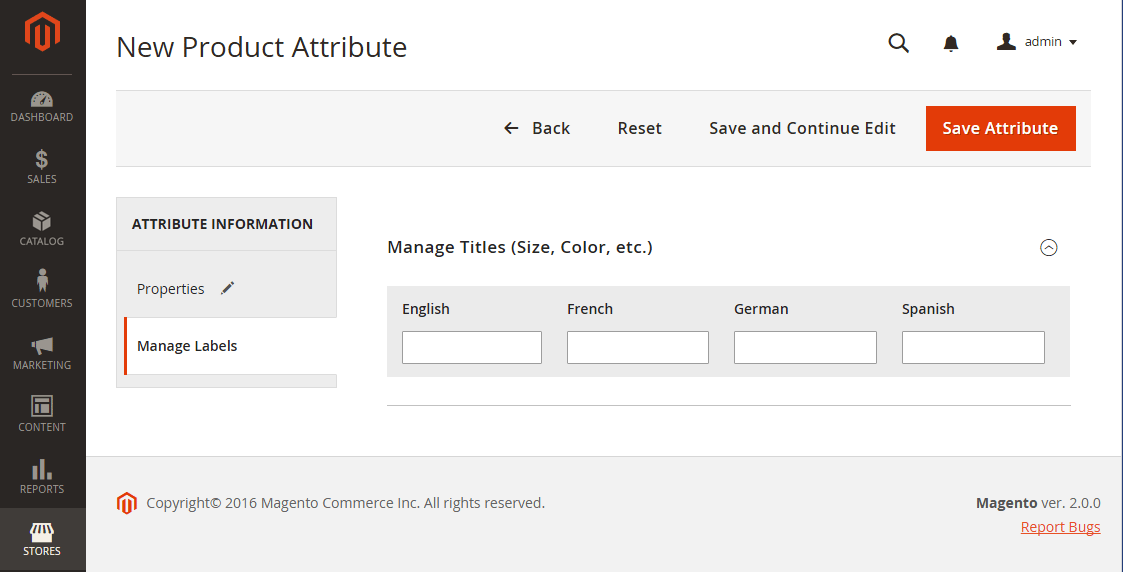 New Product Attribute
admin
Back Reset Save and Continue Edit Save Attribute
DASHBOARD
SALES
CATALOG
CUSTOMERS
MARKETING
CONTENT
REPORTS
STORES
ATTRIBUTE INFORMATION
Properties
Manage Labels
Manage Titles (Size, Color, etc.)
English French German Spanish
Copyright© 2016 Magento Commerce Inc. All rights reserved.
Magento ver. 2.0.0
Report Bugs